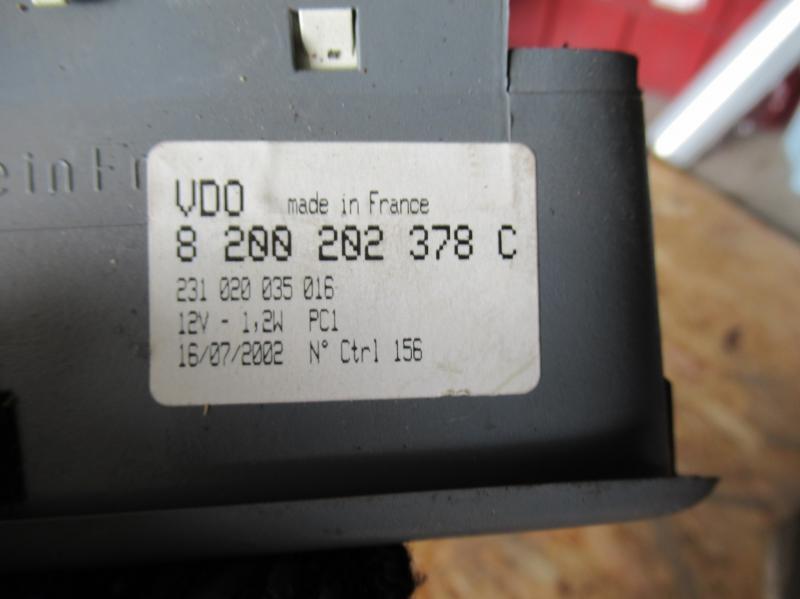 einFr
VDO made in France
8 200 202 378 C
231 020 035 016
12V - 1,2W PC1
16/07/2002 N° Ctrl 156